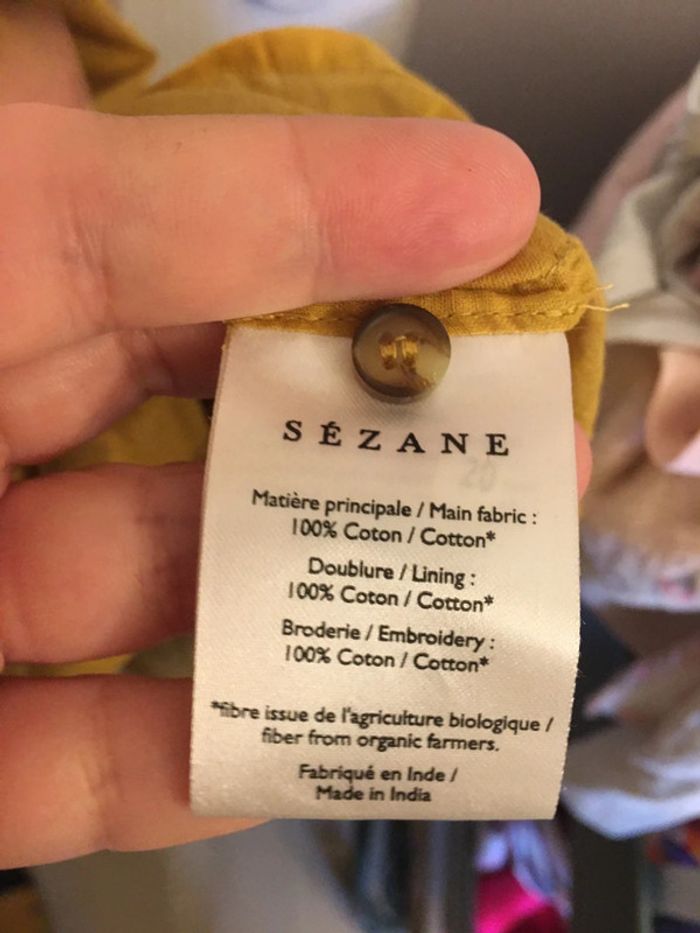 SÉZANE
Matière principale / Main fabric :
100% Coton / Cotton*
Doublure / Lining :
100% Coton / Cotton*
Broderie / Embroidery :
100% Coton / Cotton*
*fibre issue de l'agriculture biologique /
fiber from organic farmers.
Fabriqué en Inde /
Made in India